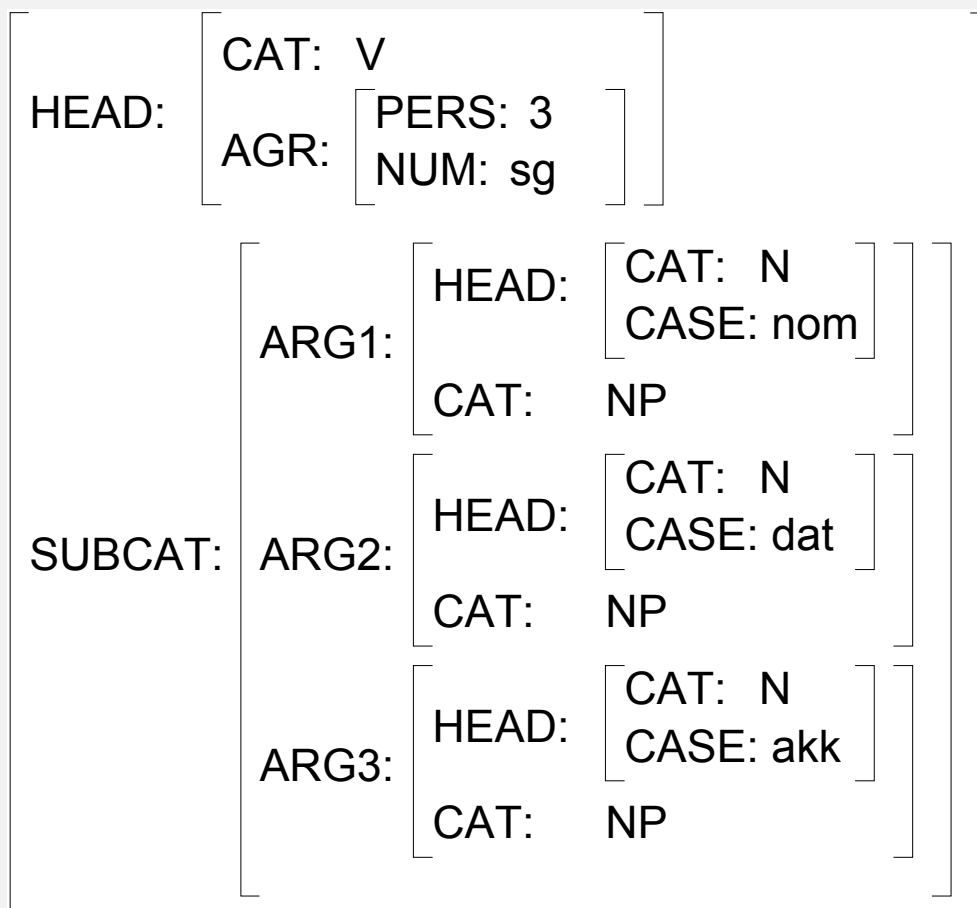 CAT: V
HEAD:
PERS: 3
AGR:
NUM: sg
HEAD:
CAT: N
CASE: nom
ARG1:
CAT: NP
HEAD:
CAT: N
CASE: dat
SUBCAT:
ARG2:
CAT: NP
HEAD:
CAT: N
CASE: akk
ARG3:
CAT: NP